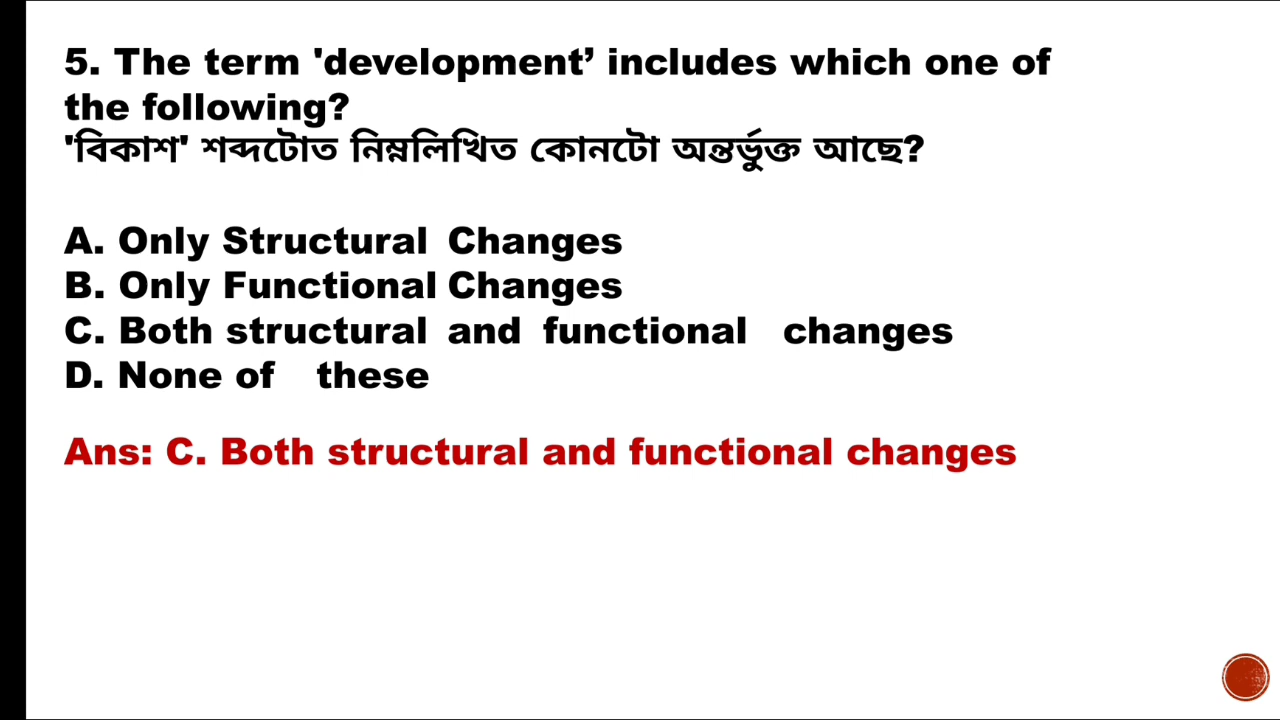 5. The term 'development’ includes which one of
the following?
'বিকাশ' শব্দটোত নিম্নলিখিত কোনটো অন্তৰ্ভুক্ত আছে?
A. Only Structural Changes
B. Only Functional Changes
C. Both structural and functional changes
D. None of these
Ans: C. Both structural and functional changes